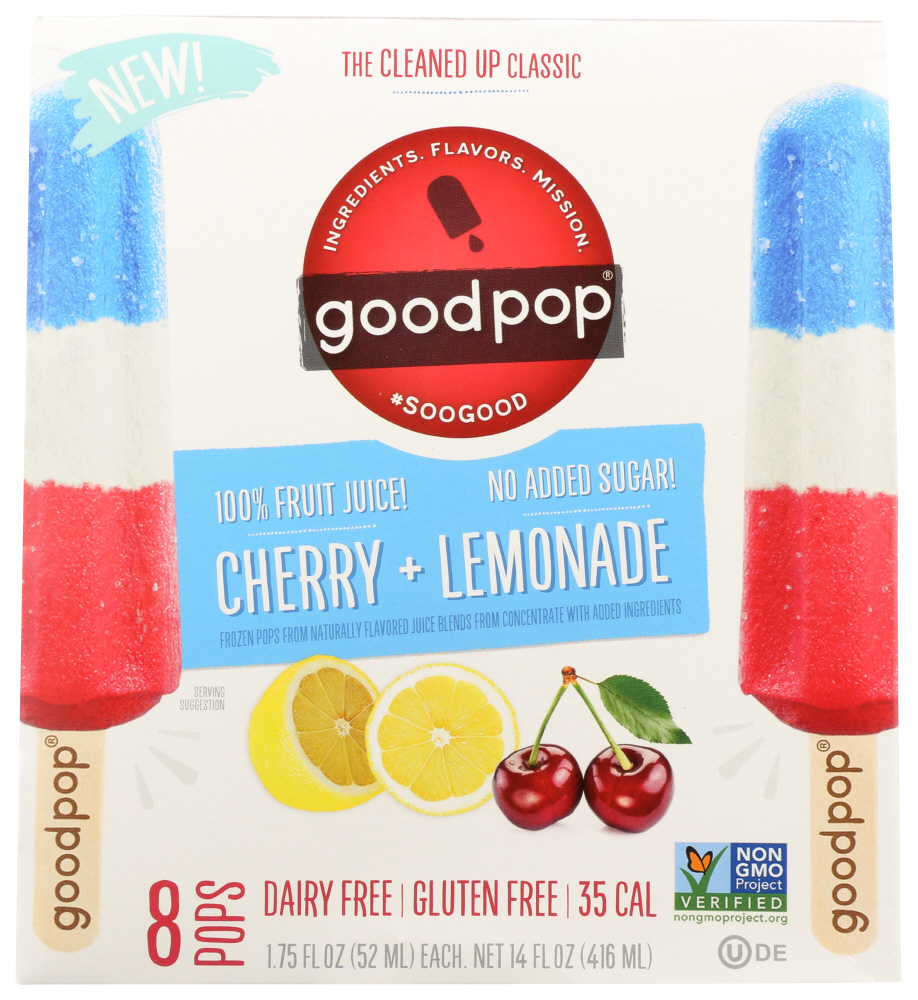 NEW!
THE CLEANED UP CLASSIC
INGREDIENTS. FLAVORS. MISSION.
goodpop®
#SOOGOOD
100% FRUIT JUICE!
NO ADDED SUGAR!
CHERRY + LEMONADE
FROZEN POPS FROM NATURALLY FLAVORED JUICE BLENDS FROM CONCENTRATE WITH ADDED INGREDIENTS
SERVING
SUGGESTION
goodpop®
goodpop®
8 POPS
DAIRY FREE | GLUTEN FREE | 35 CAL
1.75 FL OZ (52 ML) EACH. NET 14 FL OZ (416 ML)
NON
GMO
Project
VERIFIED
nongmoproject.org
U DE